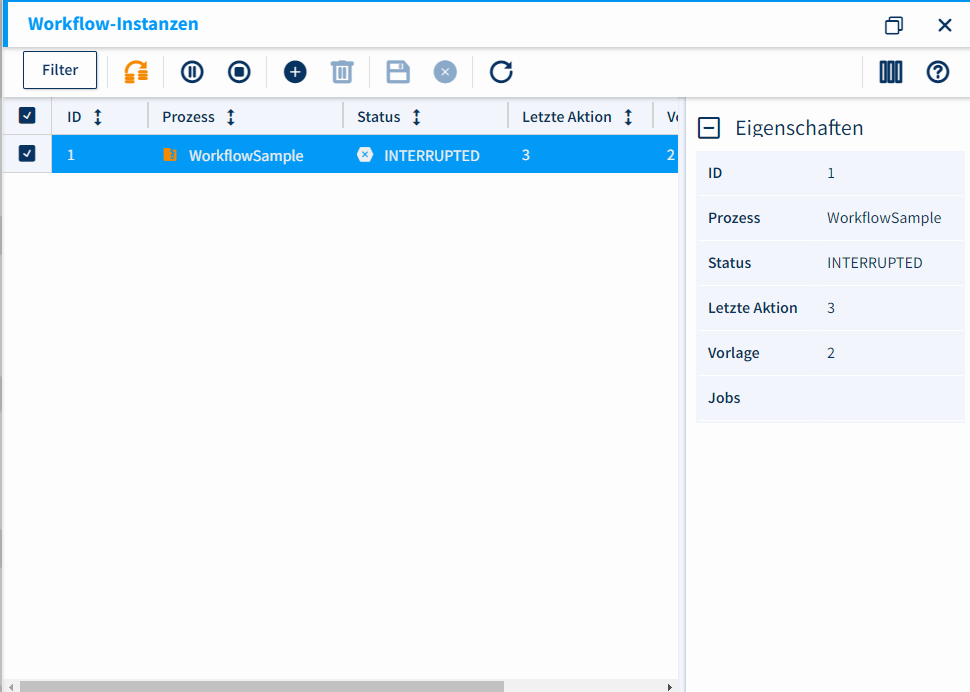 Workflow-Instanzen
Filter
ID Prozess Status Letzte Aktion
1 WorkflowSample INTERRUPTED 3 2
Eigenschaften
ID 1
Prozess WorkflowSample
Status INTERRUPTED
Letzte Aktion 3
Vorlage 2
Jobs